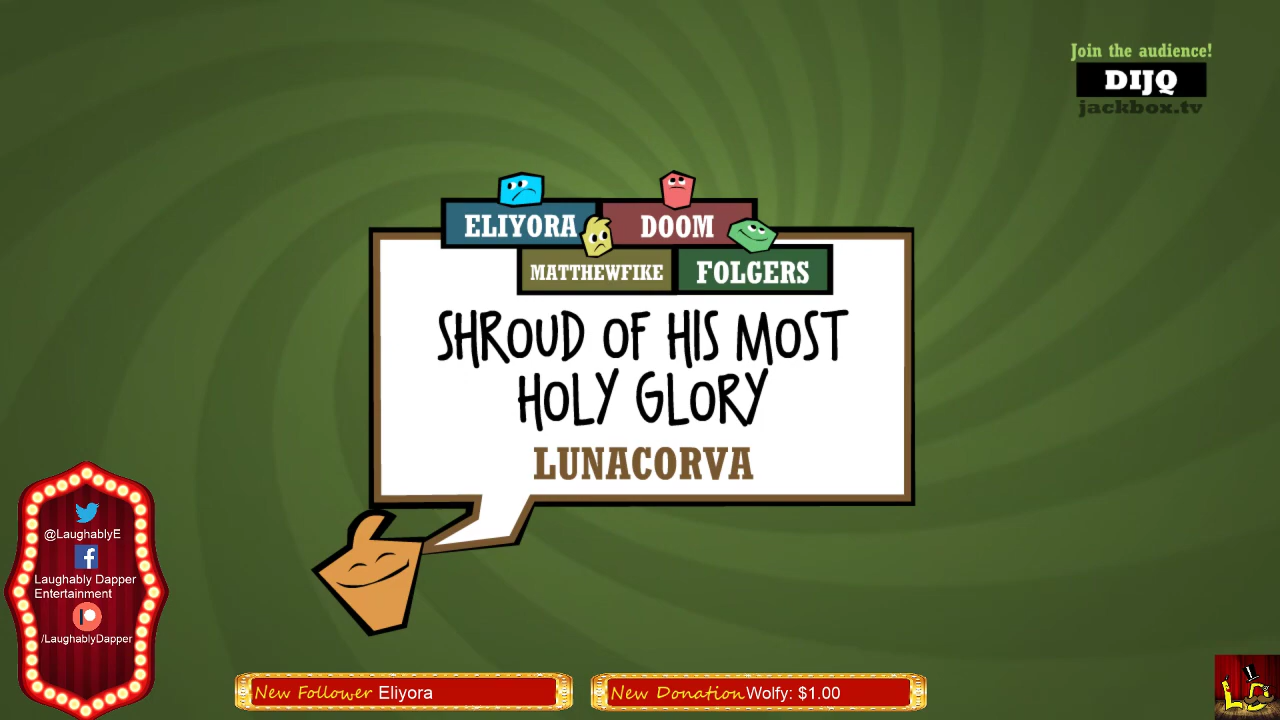 Join the audience!
DIJQ
jackbox.tv
ELIYORA
DOOM
MATTHEWFIKE
FOLGERS
SHROUD OF HIS MOST
HOLY GLORY
LUNACORVA
@LaughablyE
Laughably Dapper
Entertainment
/LaughablyDapper
New Follower Eliyora
New Donation Wolfy: $1.00
LD